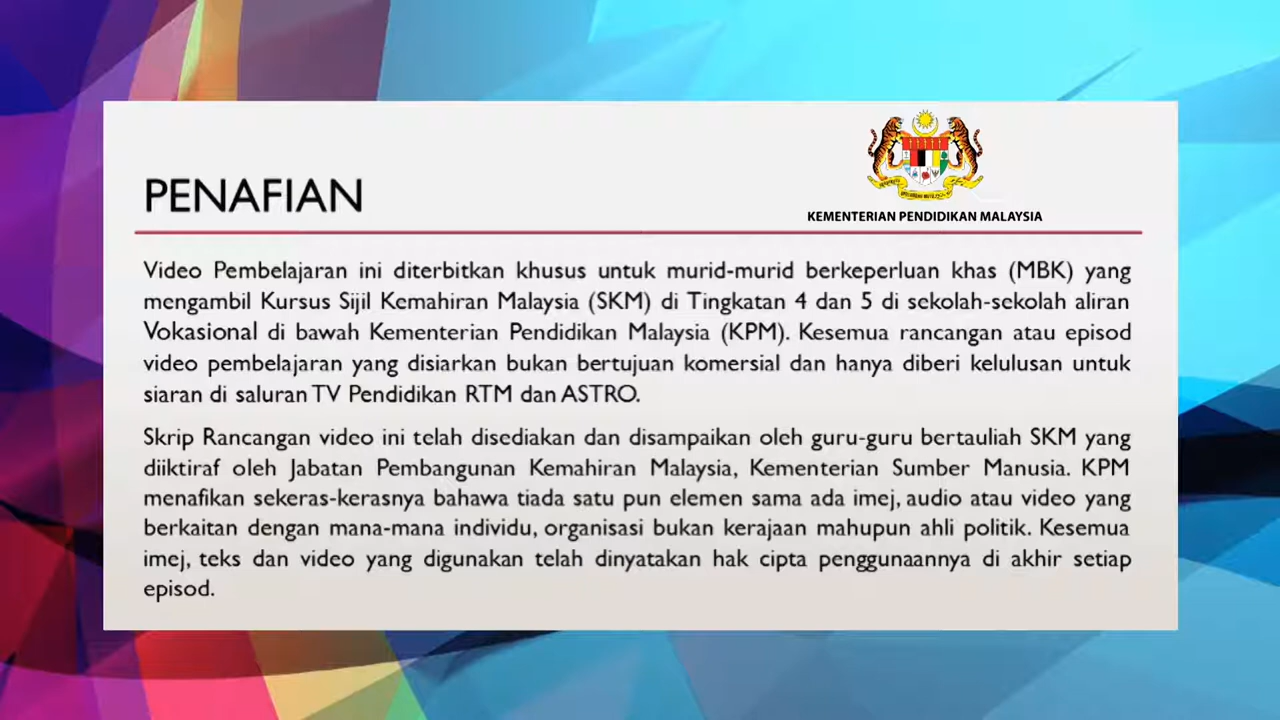 KEMENTERIAN PENDIDIKAN MALAYSIA
PENAFIAN
Video Pembelajaran ini diterbitkan khusus untuk murid-murid berkeperluan khas (MBK) yang
mengambil Kursus Sijil Kemahiran Malaysia (SKM) di Tingkatan 4 dan 5 di sekolah-sekolah aliran
Vokasional di bawah Kementerian Pendidikan Malaysia (KPM). Kesemua rancangan atau episod
video pembelajaran yang disiarkan bukan bertujuan komersial dan hanya diberi kelulusan untuk
siaran di saluran TV Pendidikan RTM dan ASTRO.
Skrip Rancangan video ini telah disediakan dan disampaikan oleh guru-guru bertauliah SKM yang
diiktiraf oleh Jabatan Pembangunan Kemahiran Malaysia, Kementerian Sumber Manusia. KPM
menafikan sekeras-kerasnya bahawa tiada satu pun elemen sama ada imej, audio atau video yang
berkaitan dengan mana-mana individu, organisasi bukan kerajaan mahupun ahli politik. Kesemua
imej, teks dan video yang digunakan telah dinyatakan hak cipta penggunaannya di akhir setiap
episod.